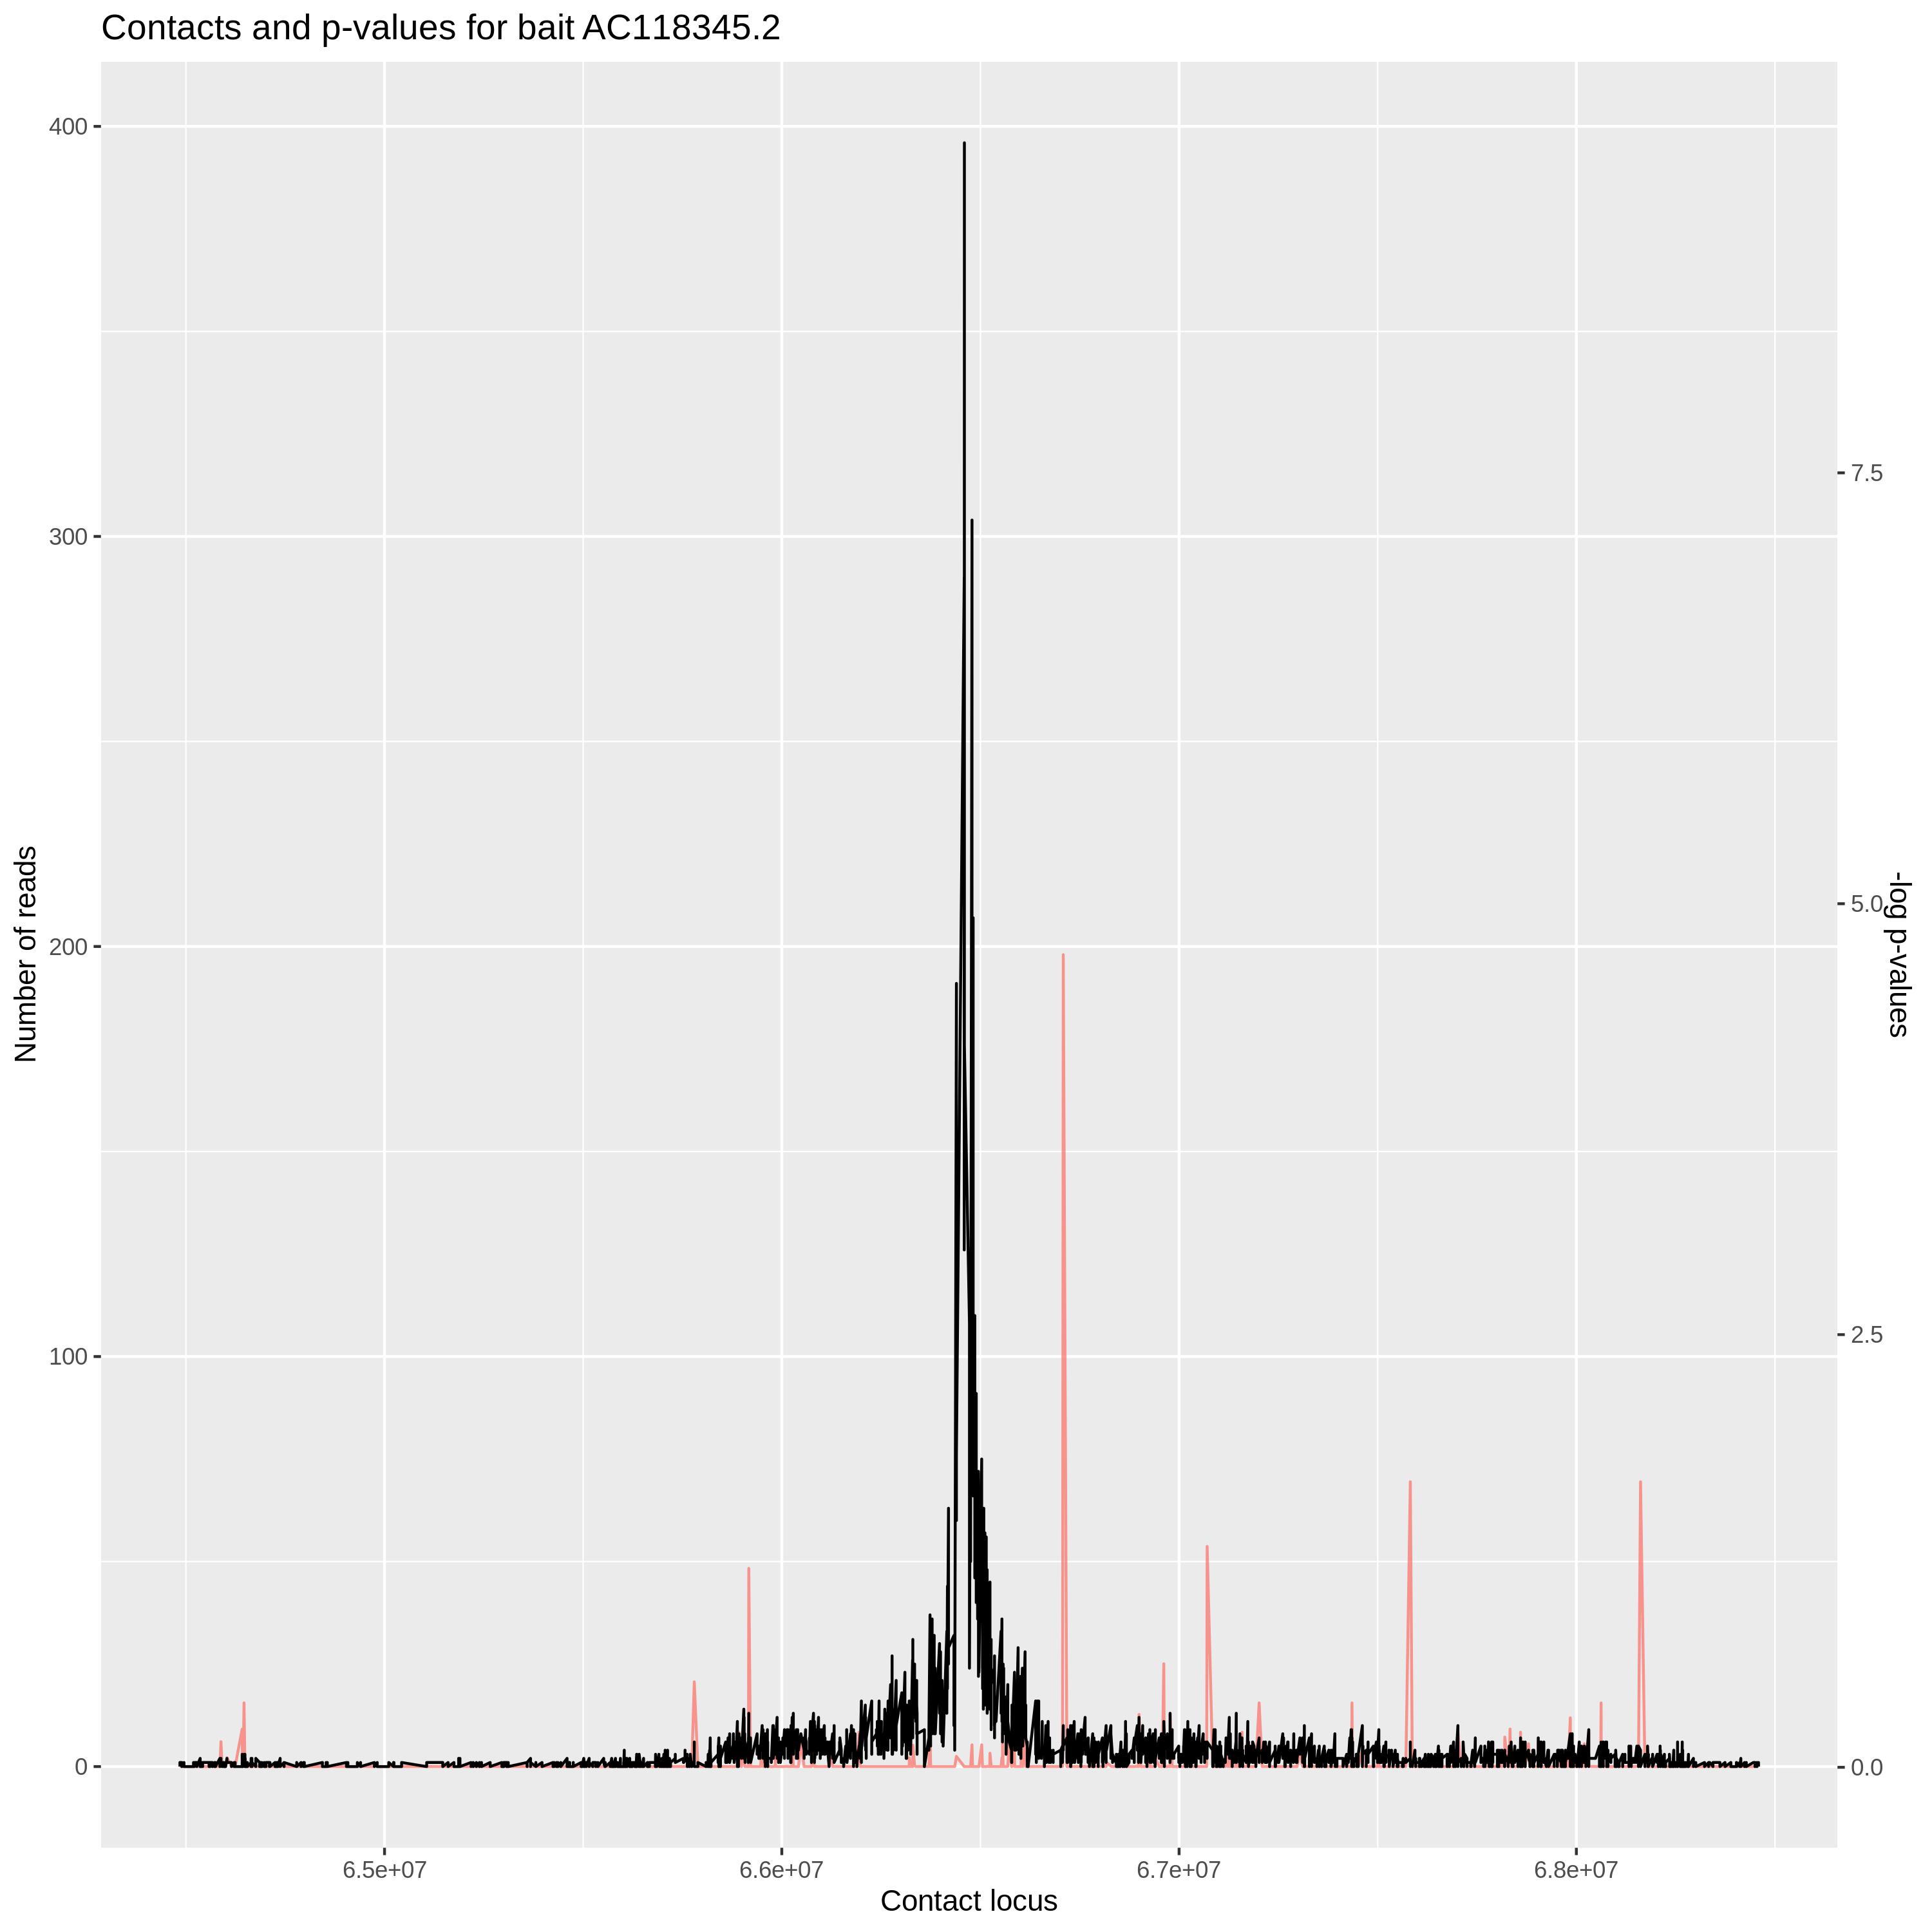 Contacts and p-values for bait AC118345.2
400
300
200
100
0
Number of reads
7.5
5.0
2.5
0.0
-log p-values
6.5e+07
6.6e+07
6.7e+07
6.8e+07
Contact locus